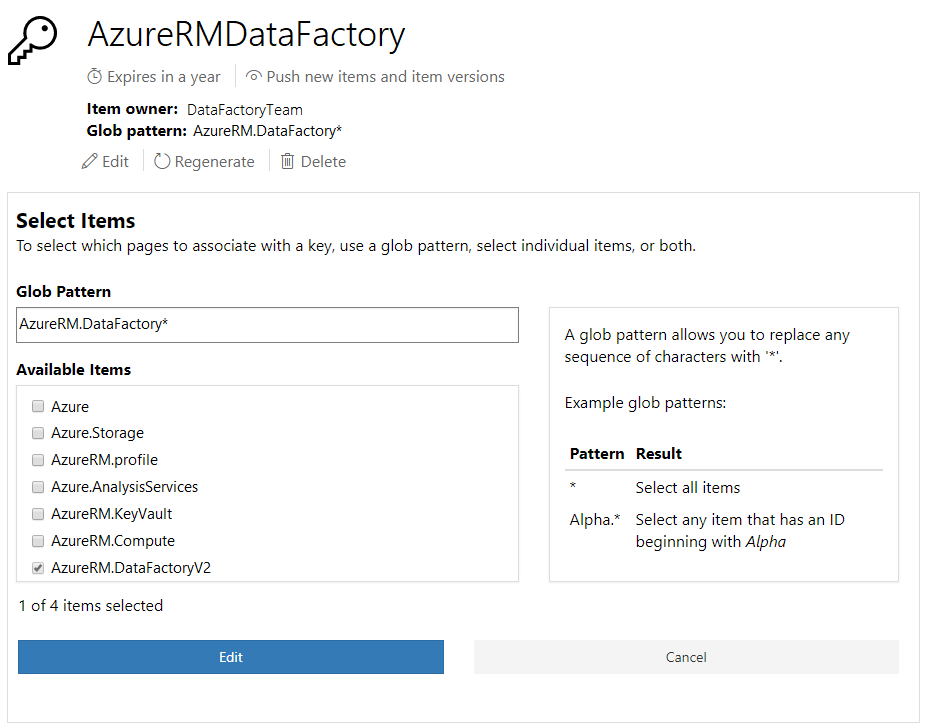 AzureRMDataFactory
Expires in a year
Push new items and item versions
Item owner: DataFactoryTeam
Glob pattern: AzureRM.DataFactory*
Edit
Regenerate
Delete
Select Items
To select which pages to associate with a key, use a glob pattern, select individual items, or both.
Glob Pattern
AzureRM.DataFactory*
Available Items
Azure
Azure.Storage
AzureRM.profile
Azure.AnalysisServices
AzureRM.KeyVault
AzureRM.Compute
AzureRM.DataFactoryV2
1 of 4 items selected
A glob pattern allows you to replace any
sequence of characters with '*'.
Example glob patterns:
Pattern Result
* Select all items
Alpha.* Select any item that has an ID
beginning with Alpha
Edit
Cancel